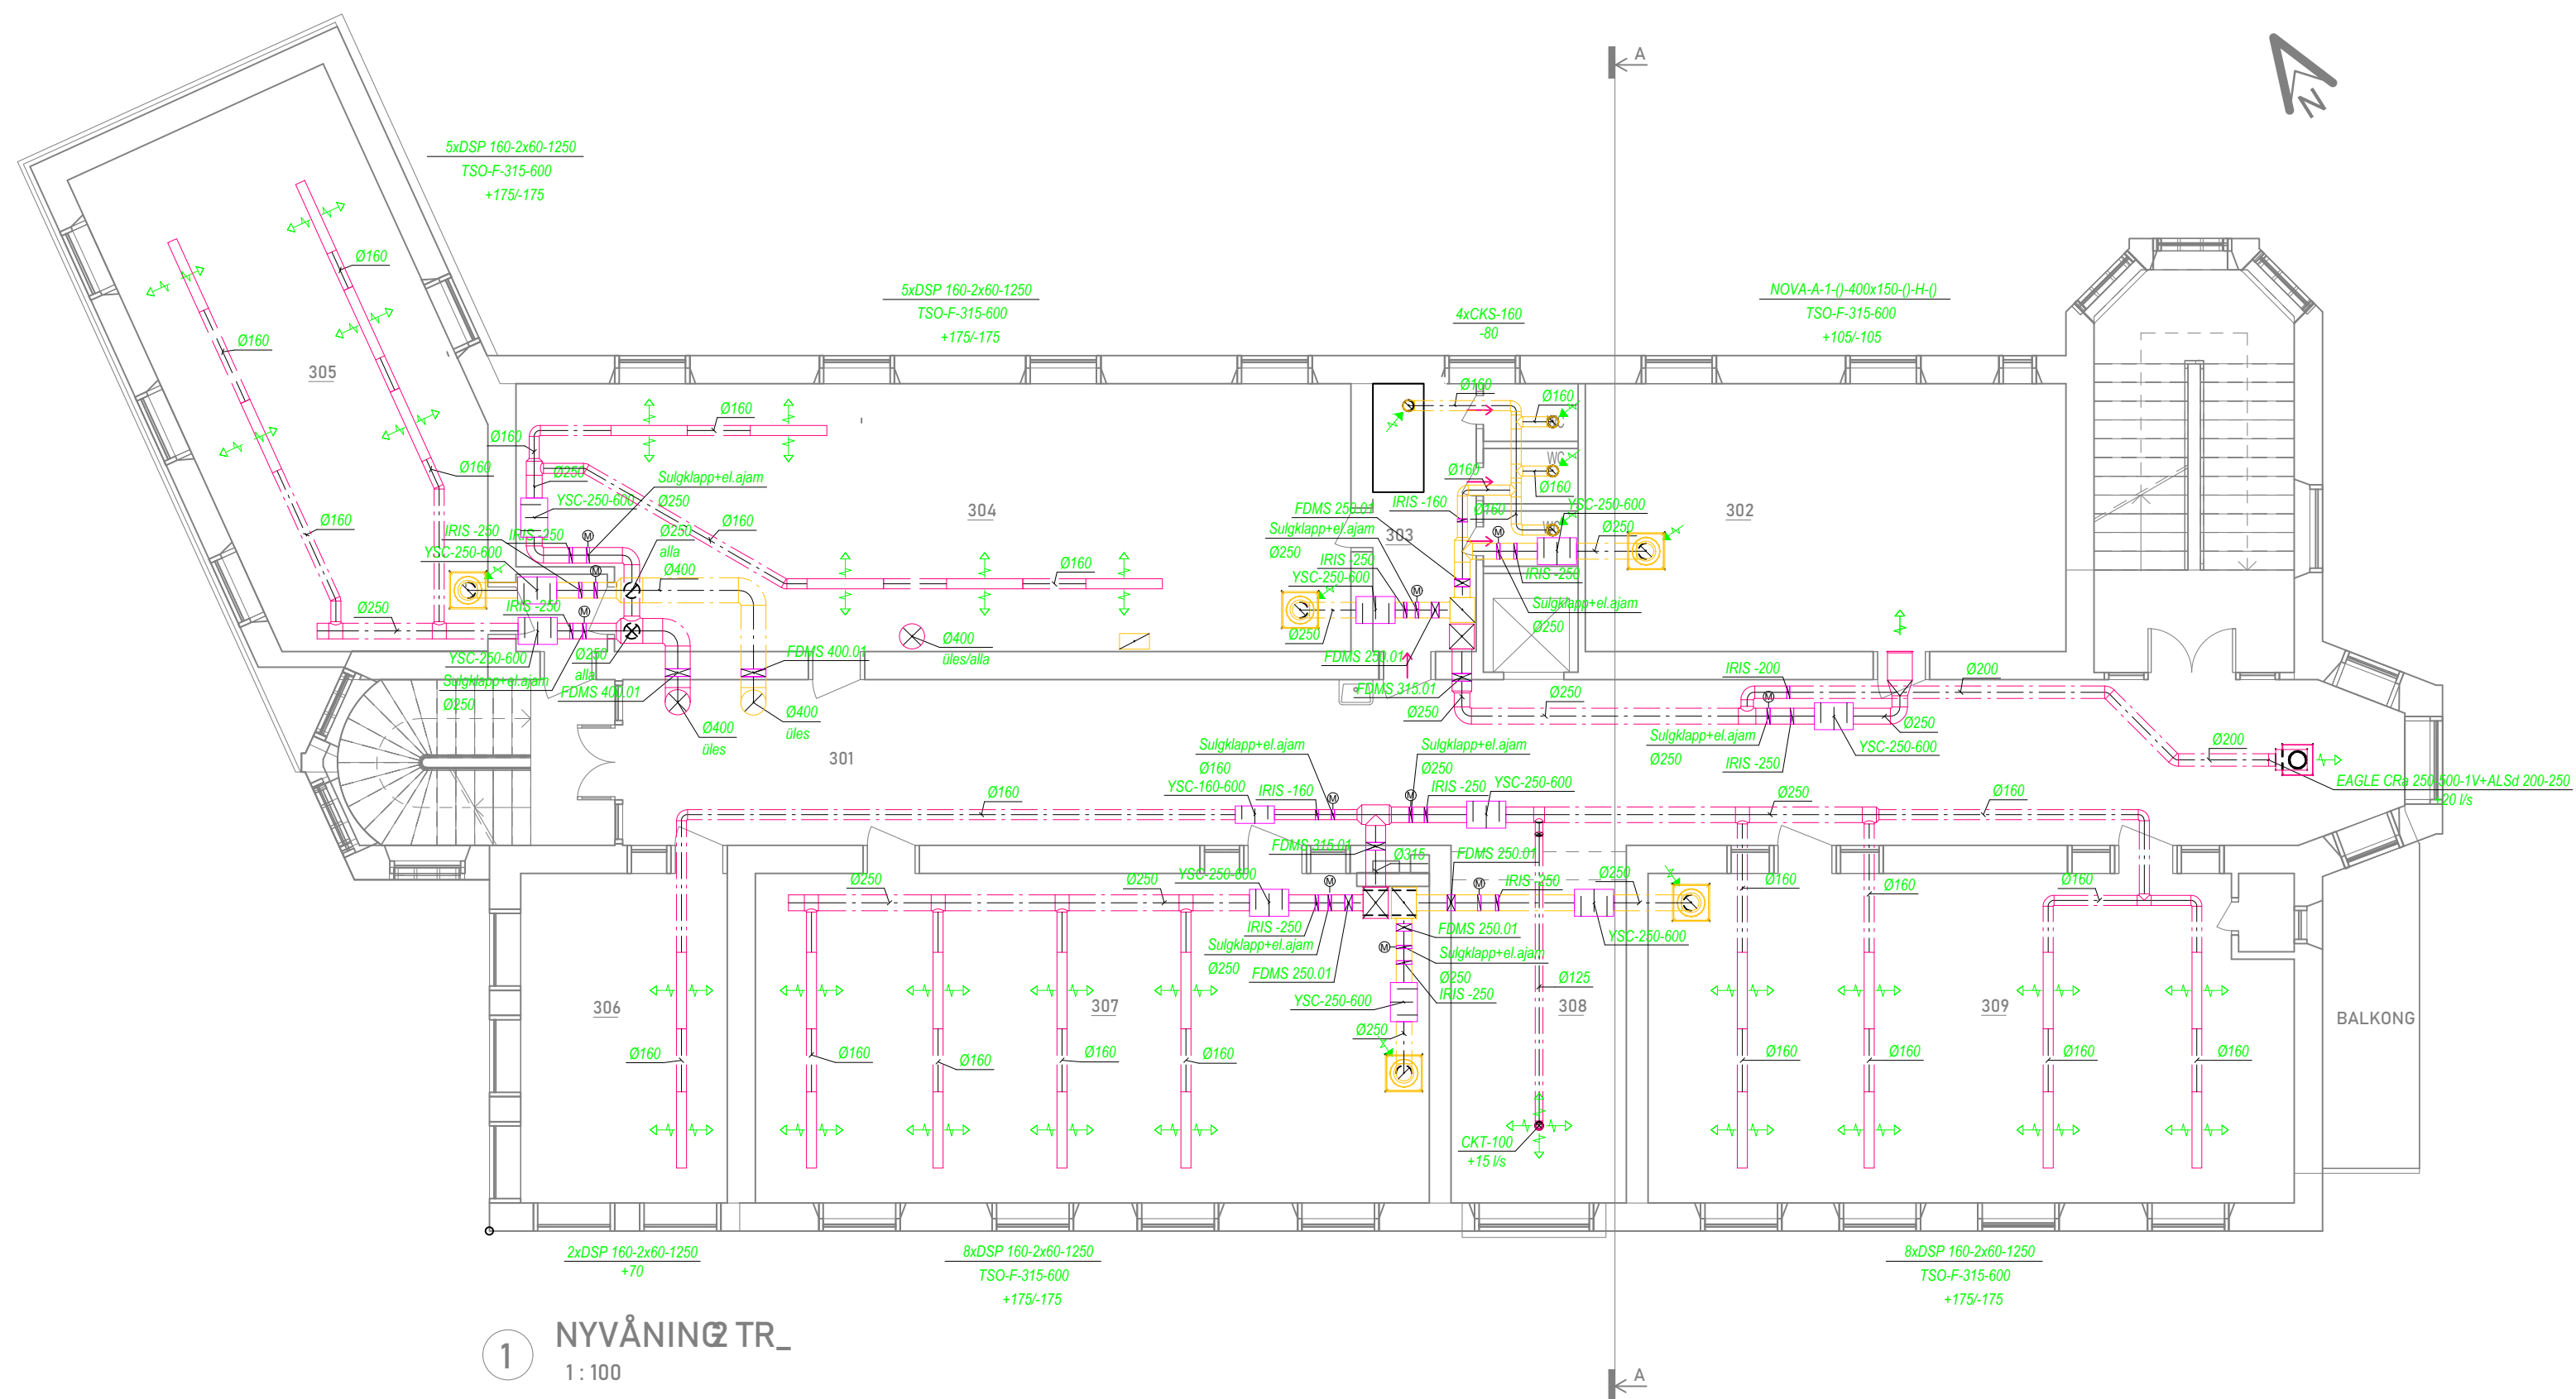 A
N
5xDSP 160-2x60-1250
TSO-F-315-600
+175/-175
5xDSP 160-2x60-1250
TSO-F-315-600
+175/-175
4xCKS-160
-80
NOVA-A-1-()-400x150-()-H-()
TSO-F-315-600
+105/-105
Ø160
Ø160
305
Ø160
Ø160
Ø160
Ø160
Ø160
Ø250
Sulgklapp+el.ajam
Ø250
YSC-250-600
IRIS -250
IRIS -250
YSC-250-600
Ø250
alla
Ø400
Ø160
304
Ø160
Ø160
Ø160
WC
Ø160
Ø160
WC
IRIS -160
Ø160
YSC-250-600
Ø250
302
FDMS 250.01
Sulgklapp+el.ajam
Ø250
303
IRIS -250
YSC-250-600
IRIS -250
Sulgklapp+el.ajam
Ø250
Ø250
FDMS 250.01
FDMS 315.01
Ø250
Ø250
IRIS -250
Ø250
YSC-250-600
Ø250
alla
Sulgklapp+el.ajam
Ø250
FDMS 400.01
FDMS 400.01
Ø400
üles
Ø400
üles
Ø400
üles/alla
301
IRIS -200
Ø200
Ø250
Sulgklapp+el.ajam
Ø250
IRIS -250
YSC-250-600
Ø200
EAGLE CRa 250-500-1V+ALSd 200-250
+20 l/s
Sulgklapp+el.ajam
Ø160
YSC-160-600
IRIS -160
Sulgklapp+el.ajam
Ø250
IRIS -250
YSC-250-600
Ø160
Ø250
Ø160
FDMS 315.01
Ø315
FDMS 250.01
Ø250
Ø250
YSC-250-600
IRIS -250
Ø250
Ø160
Ø160
Ø160
IRIS -250
Sulgklapp+el.ajam
Ø250
FDMS 250.01
FDMS 250.01
Sulgklapp+el.ajam
Ø250
IRIS -250
YSC-250-600
YSC-250-600
Ø250
Ø125
306
307
308
309
BALKONG
Ø160
Ø160
Ø160
Ø160
Ø160
Ø160
Ø160
Ø160
Ø160
CKT-100
+15 l/s
2xDSP 160-2x60-1250
+70
8xDSP 160-2x60-1250
TSO-F-315-600
+175/-175
8xDSP 160-2x60-1250
TSO-F-315-600
+175/-175
1
NYVÅNING 2 TR_
1 : 100
A